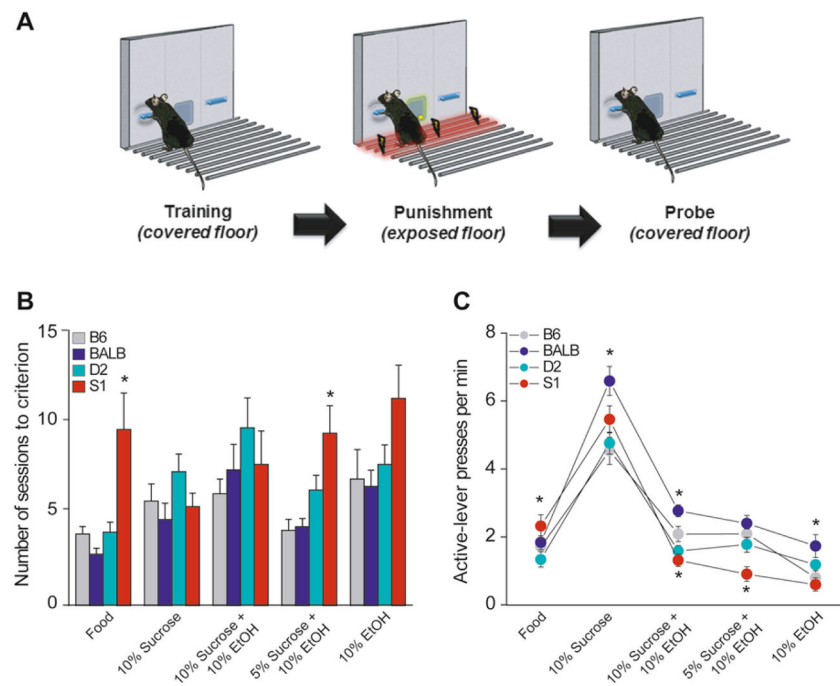 A
Training
(covered floor)
Punishment
(exposed floor)
Probe
(covered floor)
B
Number of sessions to criterion
15
10
5
0
B6
BALB
D2
S1
*
*
Food
10% Sucrose
10% Sucrose +
10% EtOH
5% Sucrose +
10% EtOH
10% EtOH
C
Active-lever presses per min
8
6
4
2
0
B6
BALB
D2
S1
*
*
*
*
*
*
Food
10% Sucrose
10% Sucrose +
10% EtOH
5% Sucrose +
10% EtOH
10% EtOH